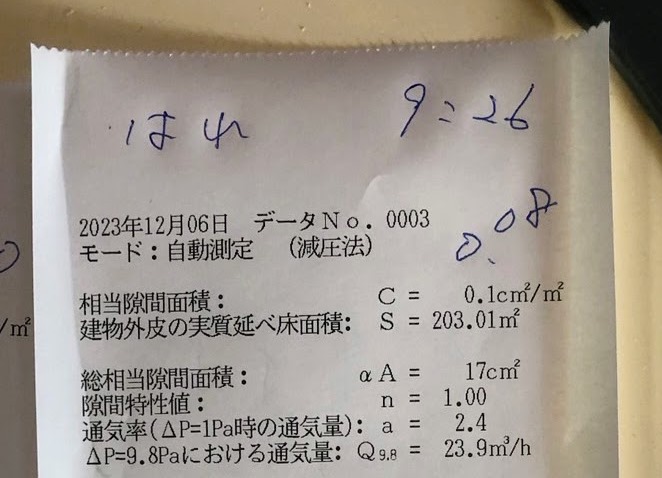 はれ 9:26
2023年12月06日 データNo. 0003
0.08
モード:自動測定 (減圧法)
相当隙間面積: C = 0.1cm²/m²
建物外皮の実質延べ床面積: S = 203.01m²
/m²
総相当隙間面積: αA = 17cm²
隙間特性値: n = 1.00
通気率(ΔP=1Pa時の通気量): a = 2.4
ΔP=9.8Paにおける通気量: Q9.8 = 23.9m³/h